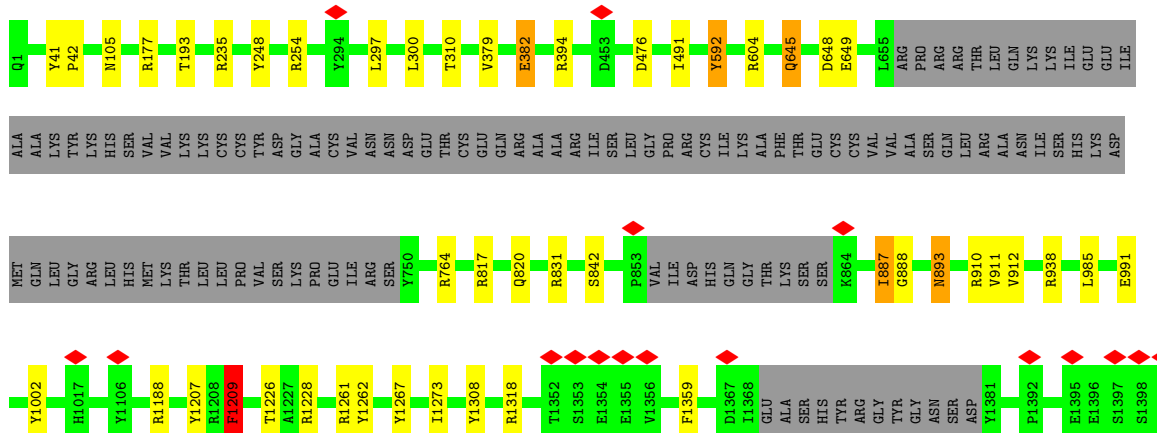 Q1 Y41 P42 N105 R177 T193 R235 Y248 R254 Y294 L297 L300 T310 V379 E382 R394 D453 D476 I491 Y592 R604 Q645 D648 E649 L655 ARG PRO ARG ARG THR LEU GLN LYS LYS ILE GLU GLU ILE
ALA ALA LYS TYR LYS HIS SER VAL VAL LYS LYS CYS CYS TYR ASP GLY ALA CYS VAL ASN ASN ASP GLU THR CYS GLU GLN ARG ALA ALA ARG ILE SER LEU GLY PRO ARG CYS ILE LYS ALA PHE THR GLU CYS CYS VAL VAL ALA SER GLN LEU ARG ALA ASN ILE SER HIS LYS ASP
MET GLN LEU GLY ARG LEU HIS MET LYS THR LEU LEU PRO VAL SER LYS PRO GLU ILE ARG SER Y750 R764 R817 Q820 R831 S842 P853 VAL ILE ASP HIS GLN GLY THR LYS SER SER K864 I887 G888 N893 R910 V911 V912 R938 L985 E991
Y1002 H1017 Y1106 R1188 Y1207 R1208 F1209 T1226 A1227 R1228 R1261 Y1262 Y1267 I1273 Y1308 R1318 T1352 S1353 E1354 E1355 V1356 F1359 D1367 I1368 GLU ALA SER HIS TYR ARG GLY TYR GLY ASN SER ASP Y1381 P1392 E1395 E1396 S1397 S1398